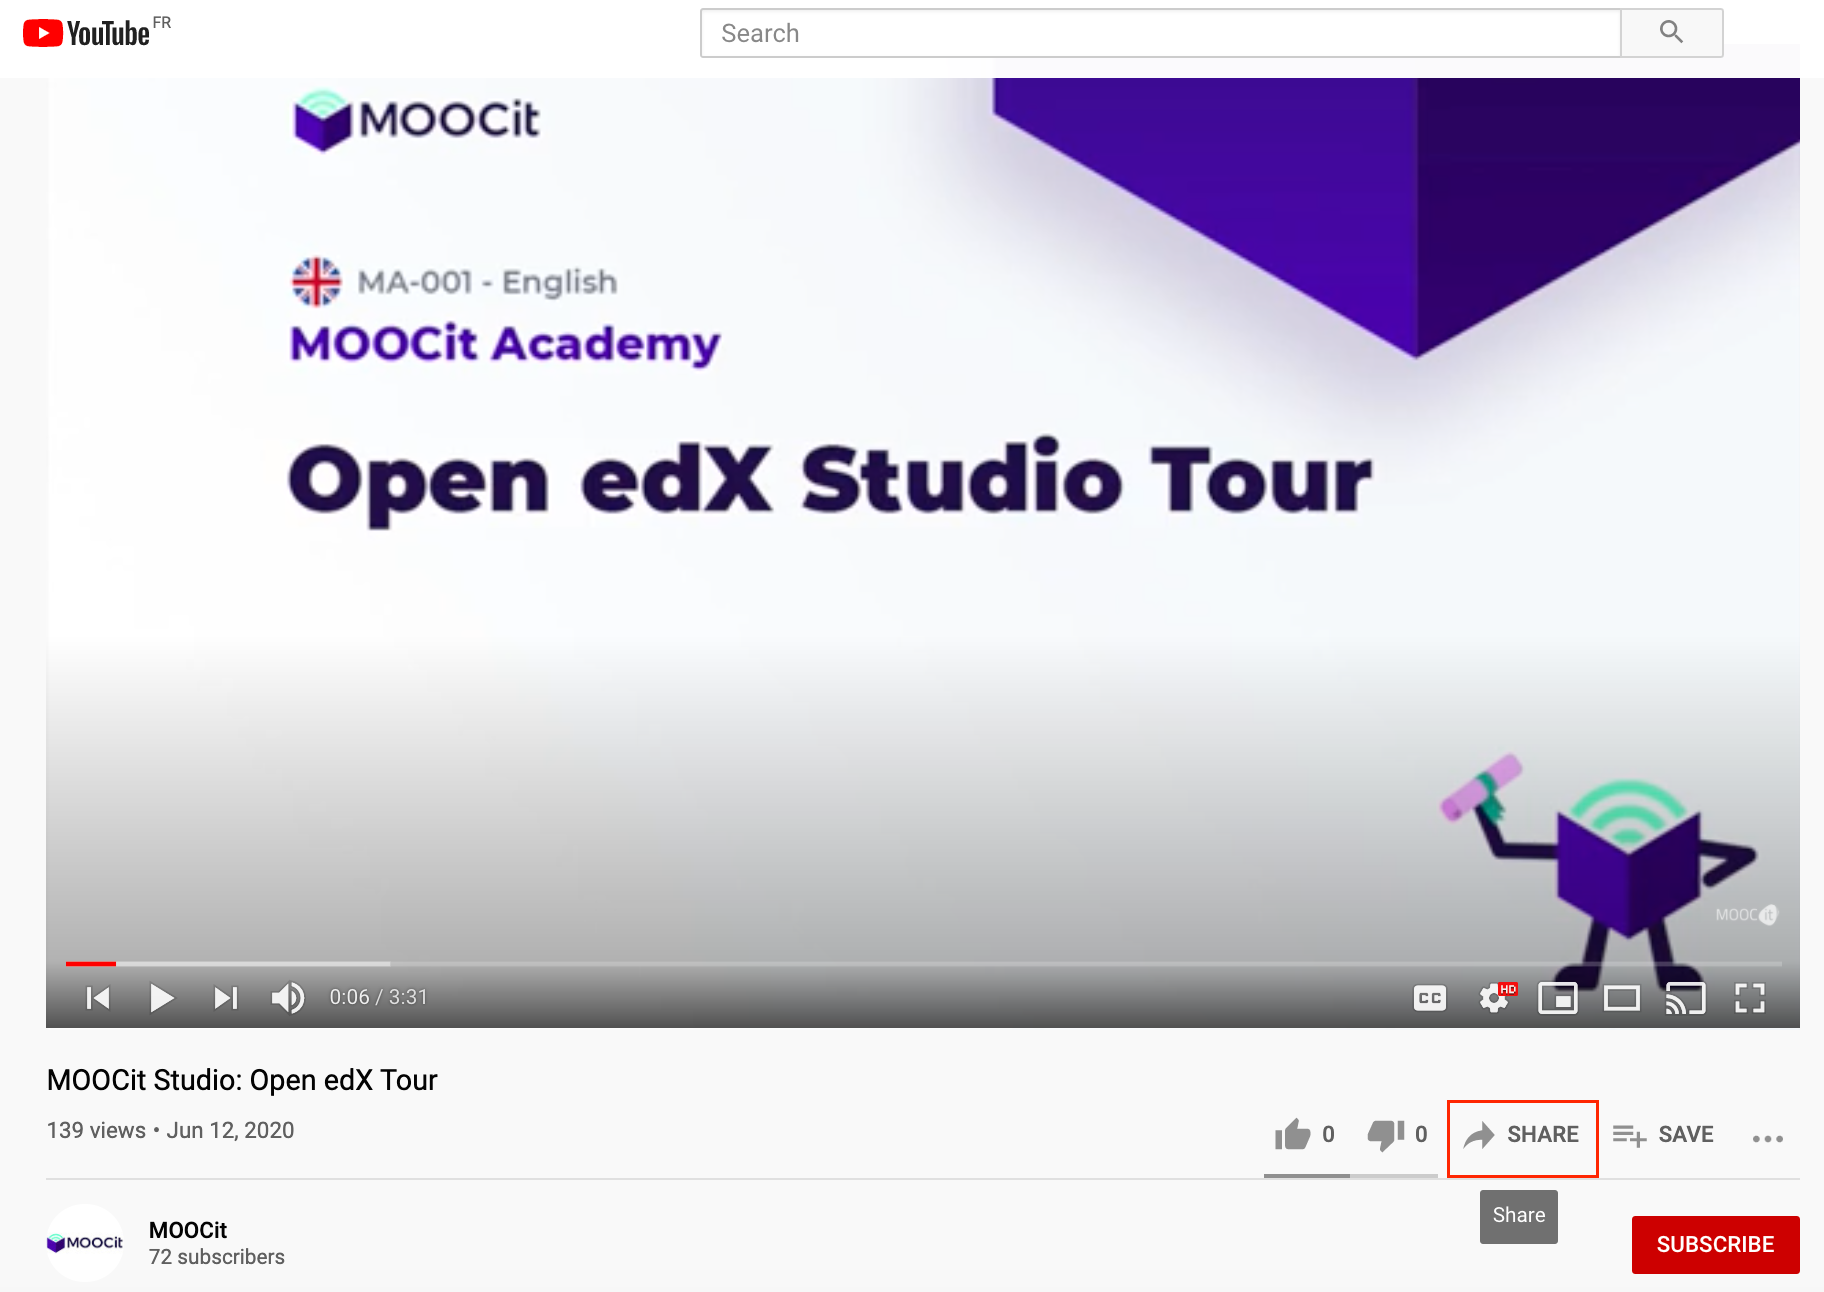 YouTube FR
Search
MOOCit
MA-001 - English
MOOCit Academy
Open edX Studio Tour
MOOCit
0:06 / 3:31
CC
HD
MOOCit Studio: Open edX Tour
139 views • Jun 12, 2020
0
0
SHARE
SAVE
Share
MOOCit
MOOCit
72 subscribers
SUBSCRIBE